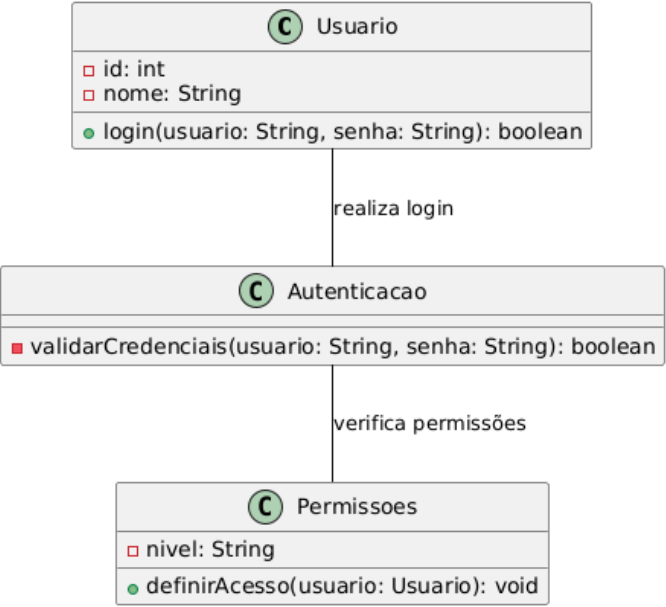 C Usuario
id: int
nome: String
login(usuario: String, senha: String): boolean
realiza login
C Autenticacao
validarCredenciais(usuario: String, senha: String): boolean
verifica permissões
C Permissoes
nivel: String
definirAcesso(usuario: Usuario): void